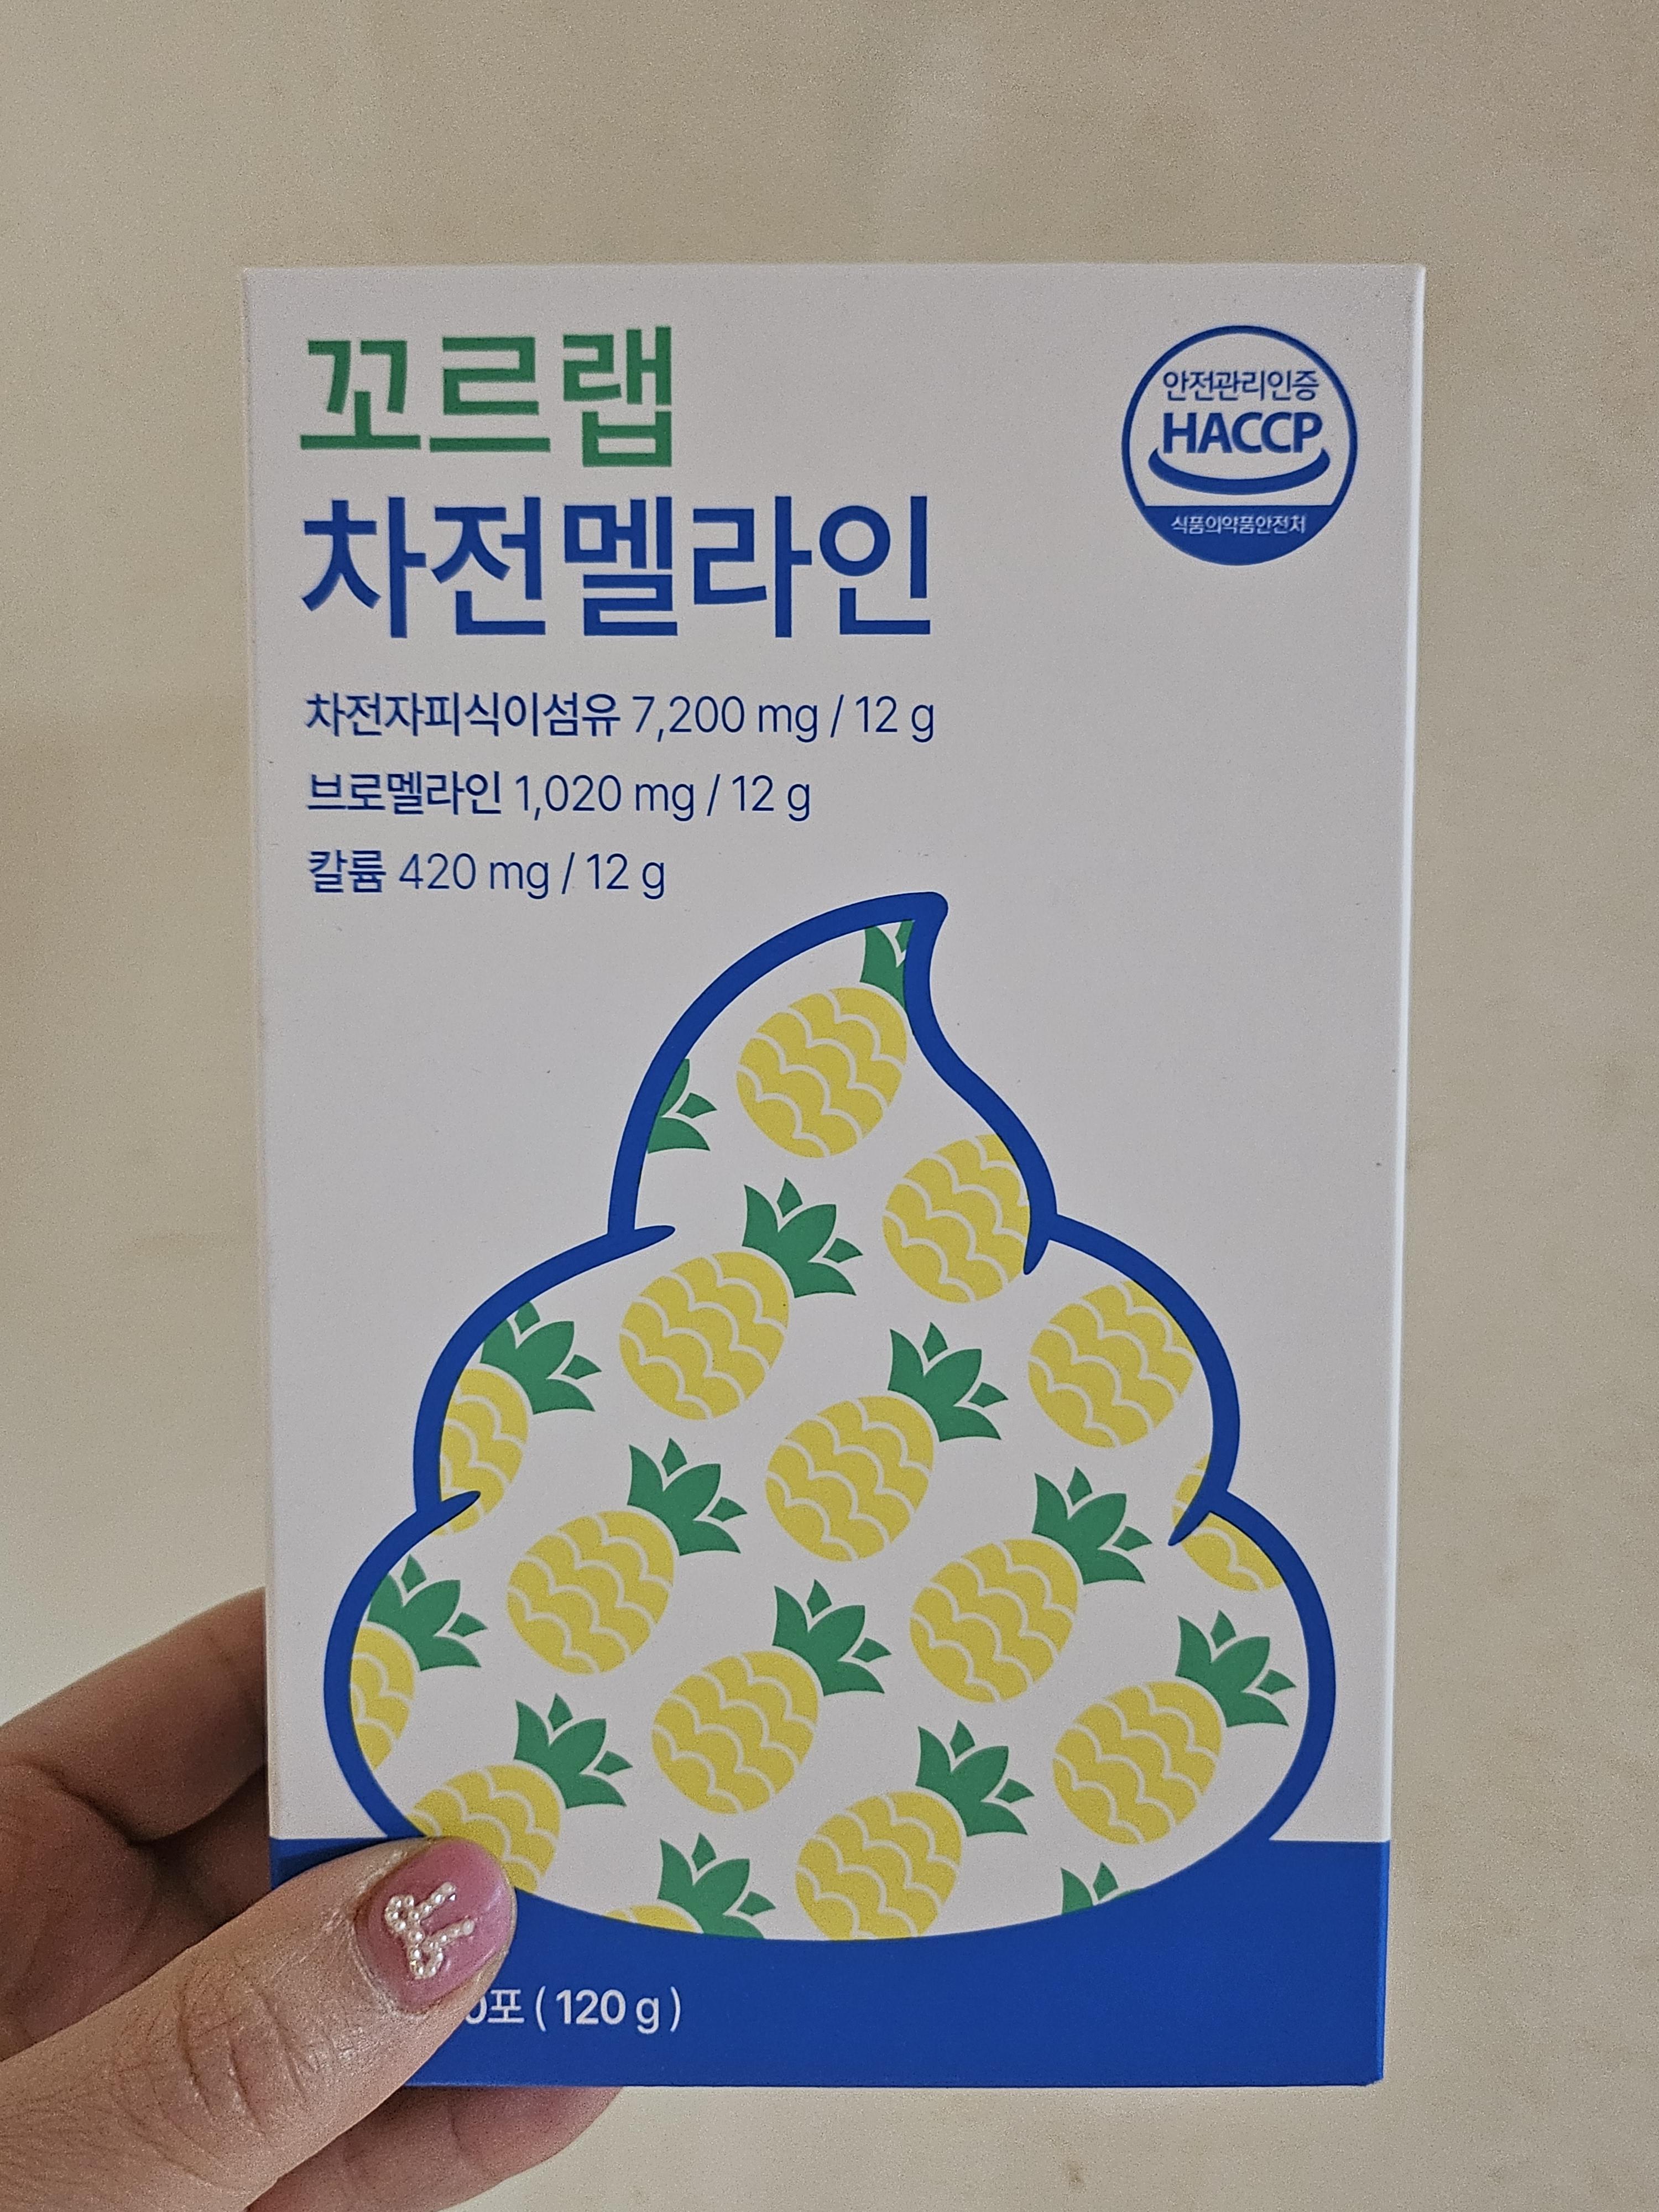 꼬르랩
차전멜라인
차전자피식이섬유 7,200 mg / 12 g
브로멜라인 1,020 mg / 12 g
칼륨 420 mg / 12 g
안전관리인증
HACCP
식품의약품안전처
0포 ( 120 g )